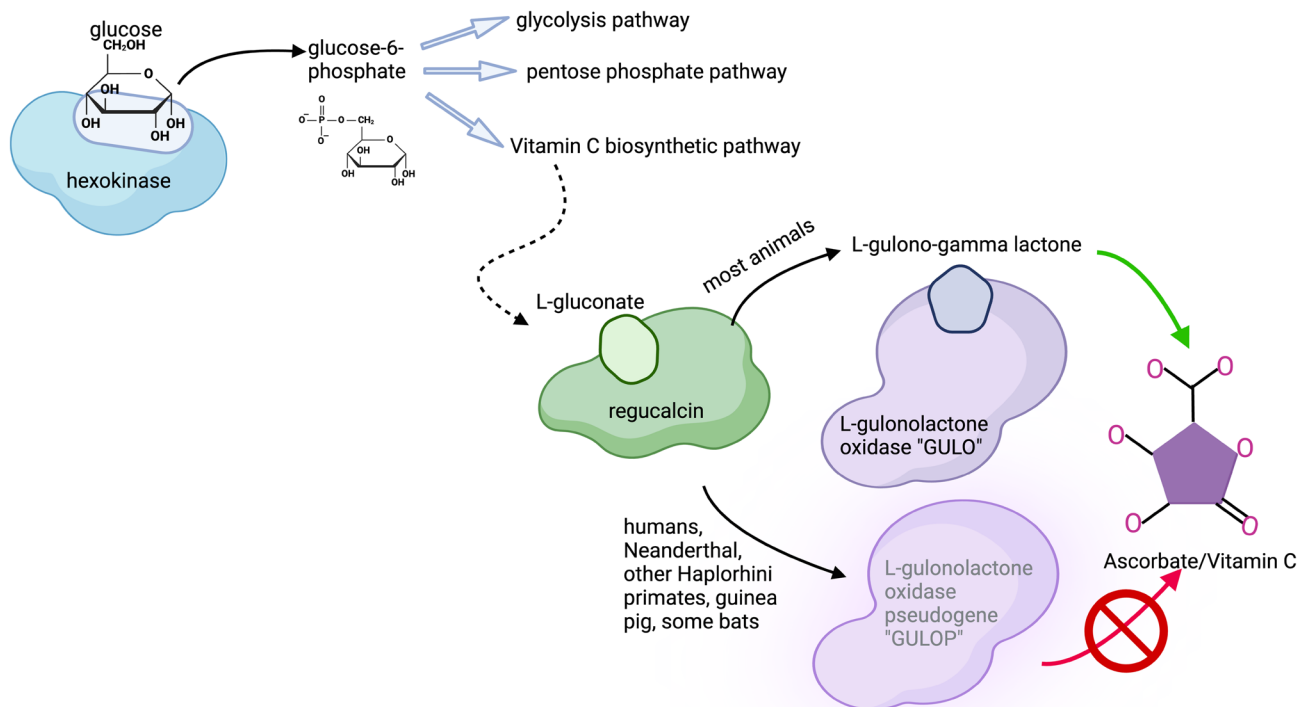 glucose
CH₂OH
O
OH
OH
OH
OH
hexokinase
glucose-6-
phosphate
O
O⁻–P–O–CH₂
O⁻
O
OH
OH
OH
OH
glycolysis pathway
pentose phosphate pathway
Vitamin C biosynthetic pathway
L-gluconate
regucalcin
most animals
L-gulono-gamma lactone
L-gulonolactone
oxidase "GULO"
humans,
Neanderthal,
other Haplorhini
primates, guinea
pig, some bats
L-gulonolactone
oxidase
pseudogene
"GULOP"
O
O
O
O
O
O
Ascorbate/Vitamin C